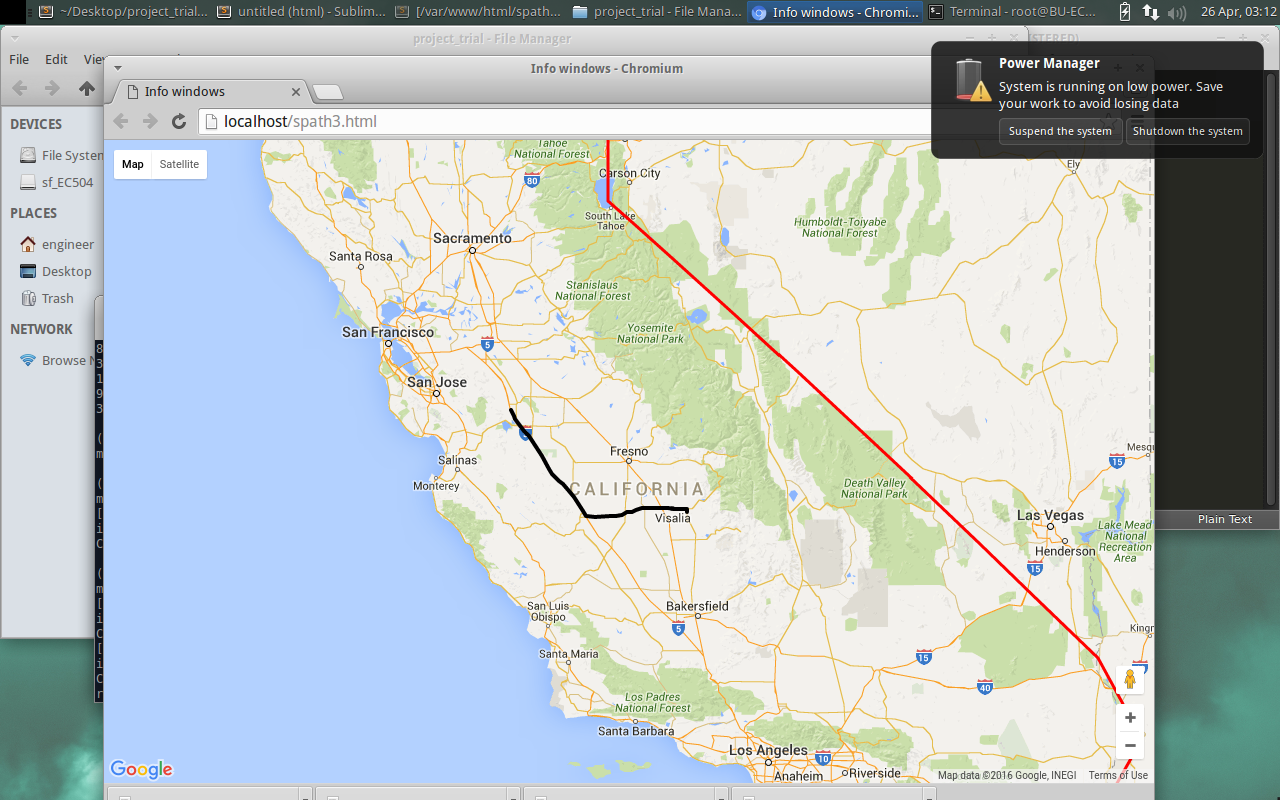 ~/Desktop/project_trial...
untitled (html) - Sublim...
[/var/www/html/spath...
project_trial - File Mana...
Info windows - Chromi...
Terminal - root@BU-EC...
26 Apr, 03:12
project_trial - File Manager
File Edit
DEVICES
File System
sf_EC504
PLACES
engineer
Desktop
Trash
NETWORK
Browse N
Info windows - Chromium
Info windows
localhost/spath3.html
Power Manager
System is running on low power. Save
your work to avoid losing data
Suspend the system
Shutdown the system
Map
Satellite
Tahoe
National Forest
80
Carson City
South Lake
Tahoe
Ely
Humboldt-Toiyabe
National Forest
Sacramento
Santa Rosa
Stanislaus
National Forest
San Francisco
5
Yosemite
National Park
San Jose
Salinas
Monterey
Fresno
CALIFORNIA
Visalia
Death Valley
National Park
15
Las Vegas
Henderson
15
Lake Mead
National
Recreation
Area
Plain Text
San Luis
Obispo
Bakersfield
5
Santa Maria
15
40
Los Padres
National Forest
Santa Barbara
Los Angeles
10
Anaheim
Riverside
Google
Map data ©2016 Google, INEGI
Terms of Use